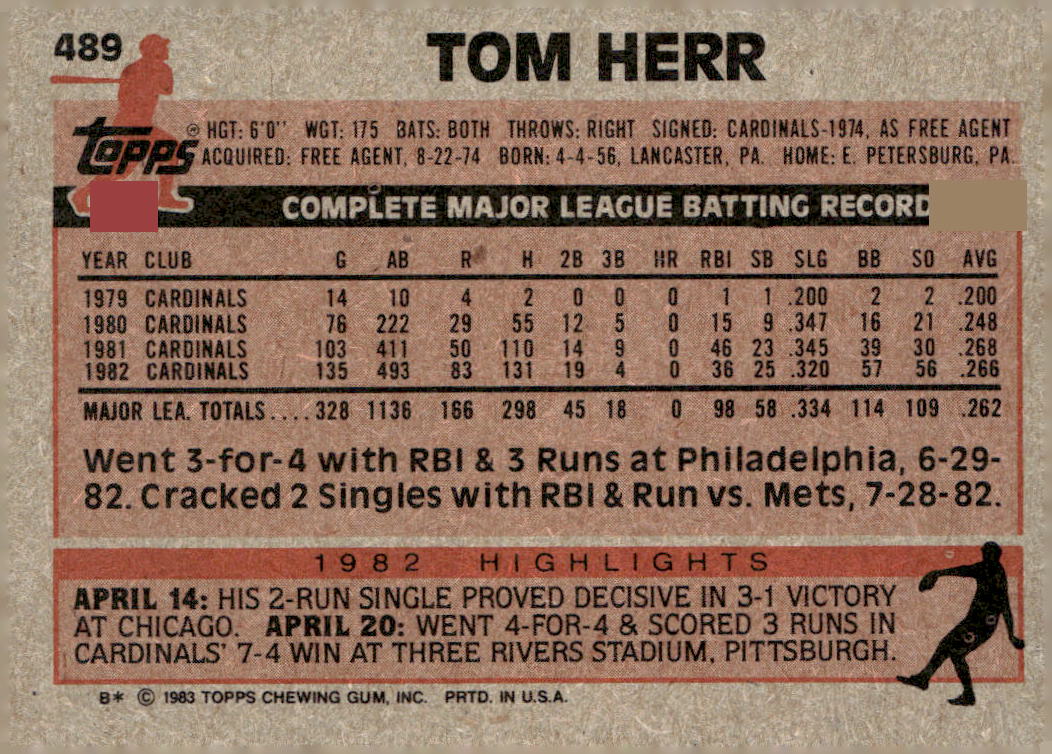 489
TOM HERR
topps ® HGT: 6'0" WGT: 175 BATS: BOTH THROWS: RIGHT SIGNED: CARDINALS-1974, AS FREE AGENT
ACQUIRED: FREE AGENT, 8-22-74 BORN: 4-4-56, LANCASTER, PA. HOME: E. PETERSBURG, PA.
COMPLETE MAJOR LEAGUE BATTING RECORD
YEAR CLUB G AB R H 2B 3B HR RBI SB SLG BB SO AVG
1979 CARDINALS 14 10 4 2 0 0 0 1 1 .200 2 2 .200
1980 CARDINALS 76 222 29 55 12 5 0 15 9 .347 16 21 .248
1981 CARDINALS 103 411 50 110 14 9 0 46 23 .345 39 30 .268
1982 CARDINALS 135 493 83 131 19 4 0 36 25 .320 57 56 .266
MAJOR LEA. TOTALS.... 328 1136 166 298 45 18 0 98 58 .334 114 109 .262
Went 3-for-4 with RBI & 3 Runs at Philadelphia, 6-29-
82. Cracked 2 Singles with RBI & Run vs. Mets, 7-28-82.
1982 HIGHLIGHTS
APRIL 14: HIS 2-RUN SINGLE PROVED DECISIVE IN 3-1 VICTORY
AT CHICAGO. APRIL 20: WENT 4-FOR-4 & SCORED 3 RUNS IN
CARDINALS' 7-4 WIN AT THREE RIVERS STADIUM, PITTSBURGH.
B* © 1983 TOPPS CHEWING GUM, INC. PRTD. IN U.S.A.